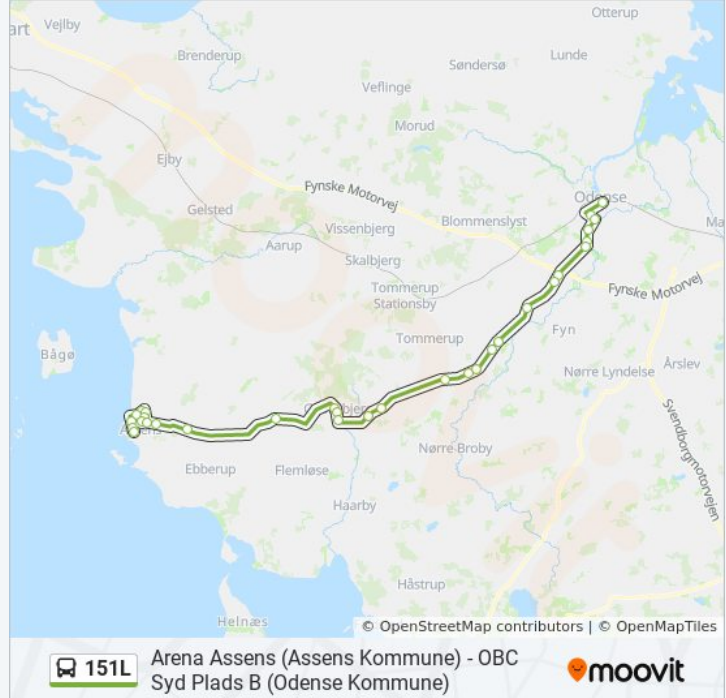 Otterup
art
Vejlby
Brenderup
Lunde
Søndersø
Veflinge
Morud
Ejby
Fynske Motorvej
Odense
Gelsted
Blommenslyst
Ma
Vissenbjerg
Aarup
Skalbjerg
Tommerup
Stationsby
Fynske Motorvej
Fyn
Tommerup
Bågø
Årslev
Nørre Lyndelse
Svendborgmotorvejen
Nørre Broby
Ebberup
Flemløse
Haarby
Håstrup
Helnæs
© OpenStreetMap contributors | © OpenMapTiles
151L
Arena Assens (Assens Kommune) - OBC
Syd Plads B (Odense Kommune)
moovit